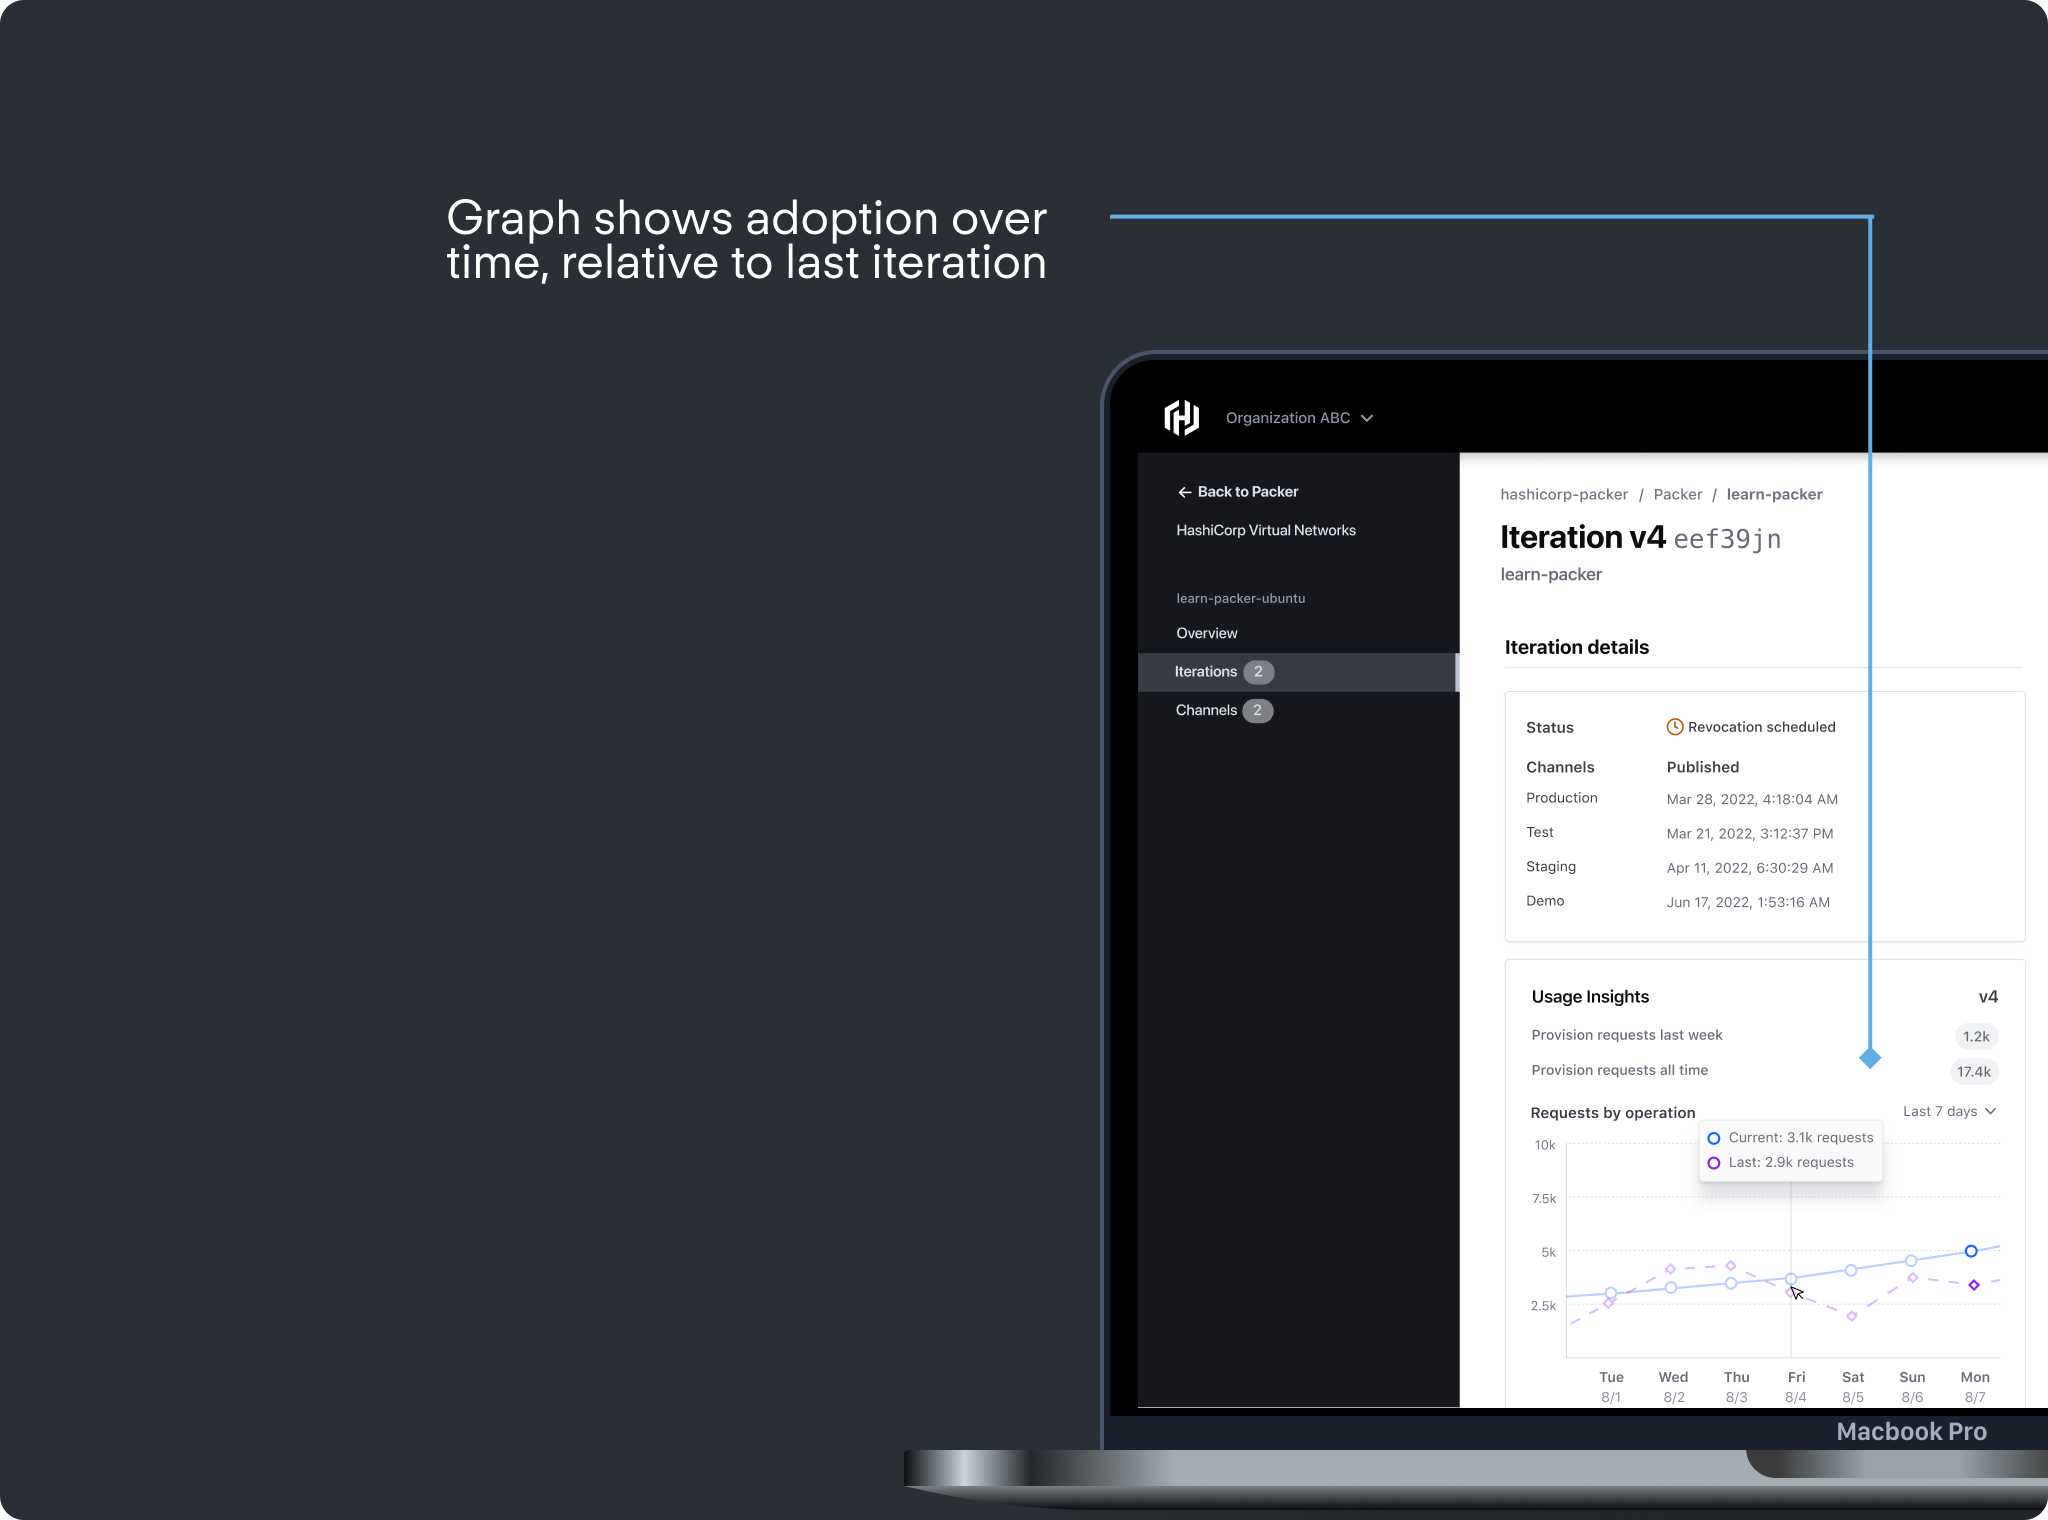 Graph shows adoption over
time, relative to last iteration
Organization ABC
Back to Packer
HashiCorp Virtual Networks
learn-packer-ubuntu
Overview
Iterations 2
Channels 2
hashicorp-packer / Packer / learn-packer
Iteration v4 eef39jn
learn-packer
Iteration details
Status Revocation scheduled
Channels Published
Production Mar 28, 2022, 4:18:04 AM
Test Mar 21, 2022, 3:12:37 PM
Staging Apr 11, 2022, 6:30:29 AM
Demo Jun 17, 2022, 1:53:16 AM
Usage Insights v4
Provision requests last week 1.2k
Provision requests all time 17.4k
Requests by operation Last 7 days
Current: 3.1k requests
Last: 2.9k requests
10k
7.5k
5k
2.5k
Tue Wed Thu Fri Sat Sun Mon
8/1 8/2 8/3 8/4 8/5 8/6 8/7
Macbook Pro